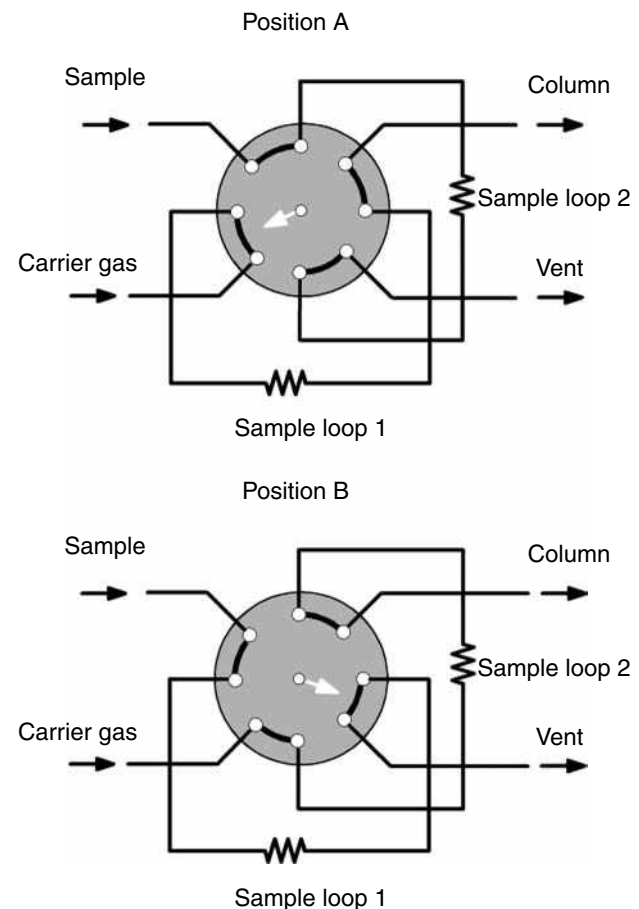 Position A
Sample
Column
Sample loop 2
Carrier gas
Vent
Sample loop 1
Position B
Sample
Column
Sample loop 2
Carrier gas
Vent
Sample loop 1